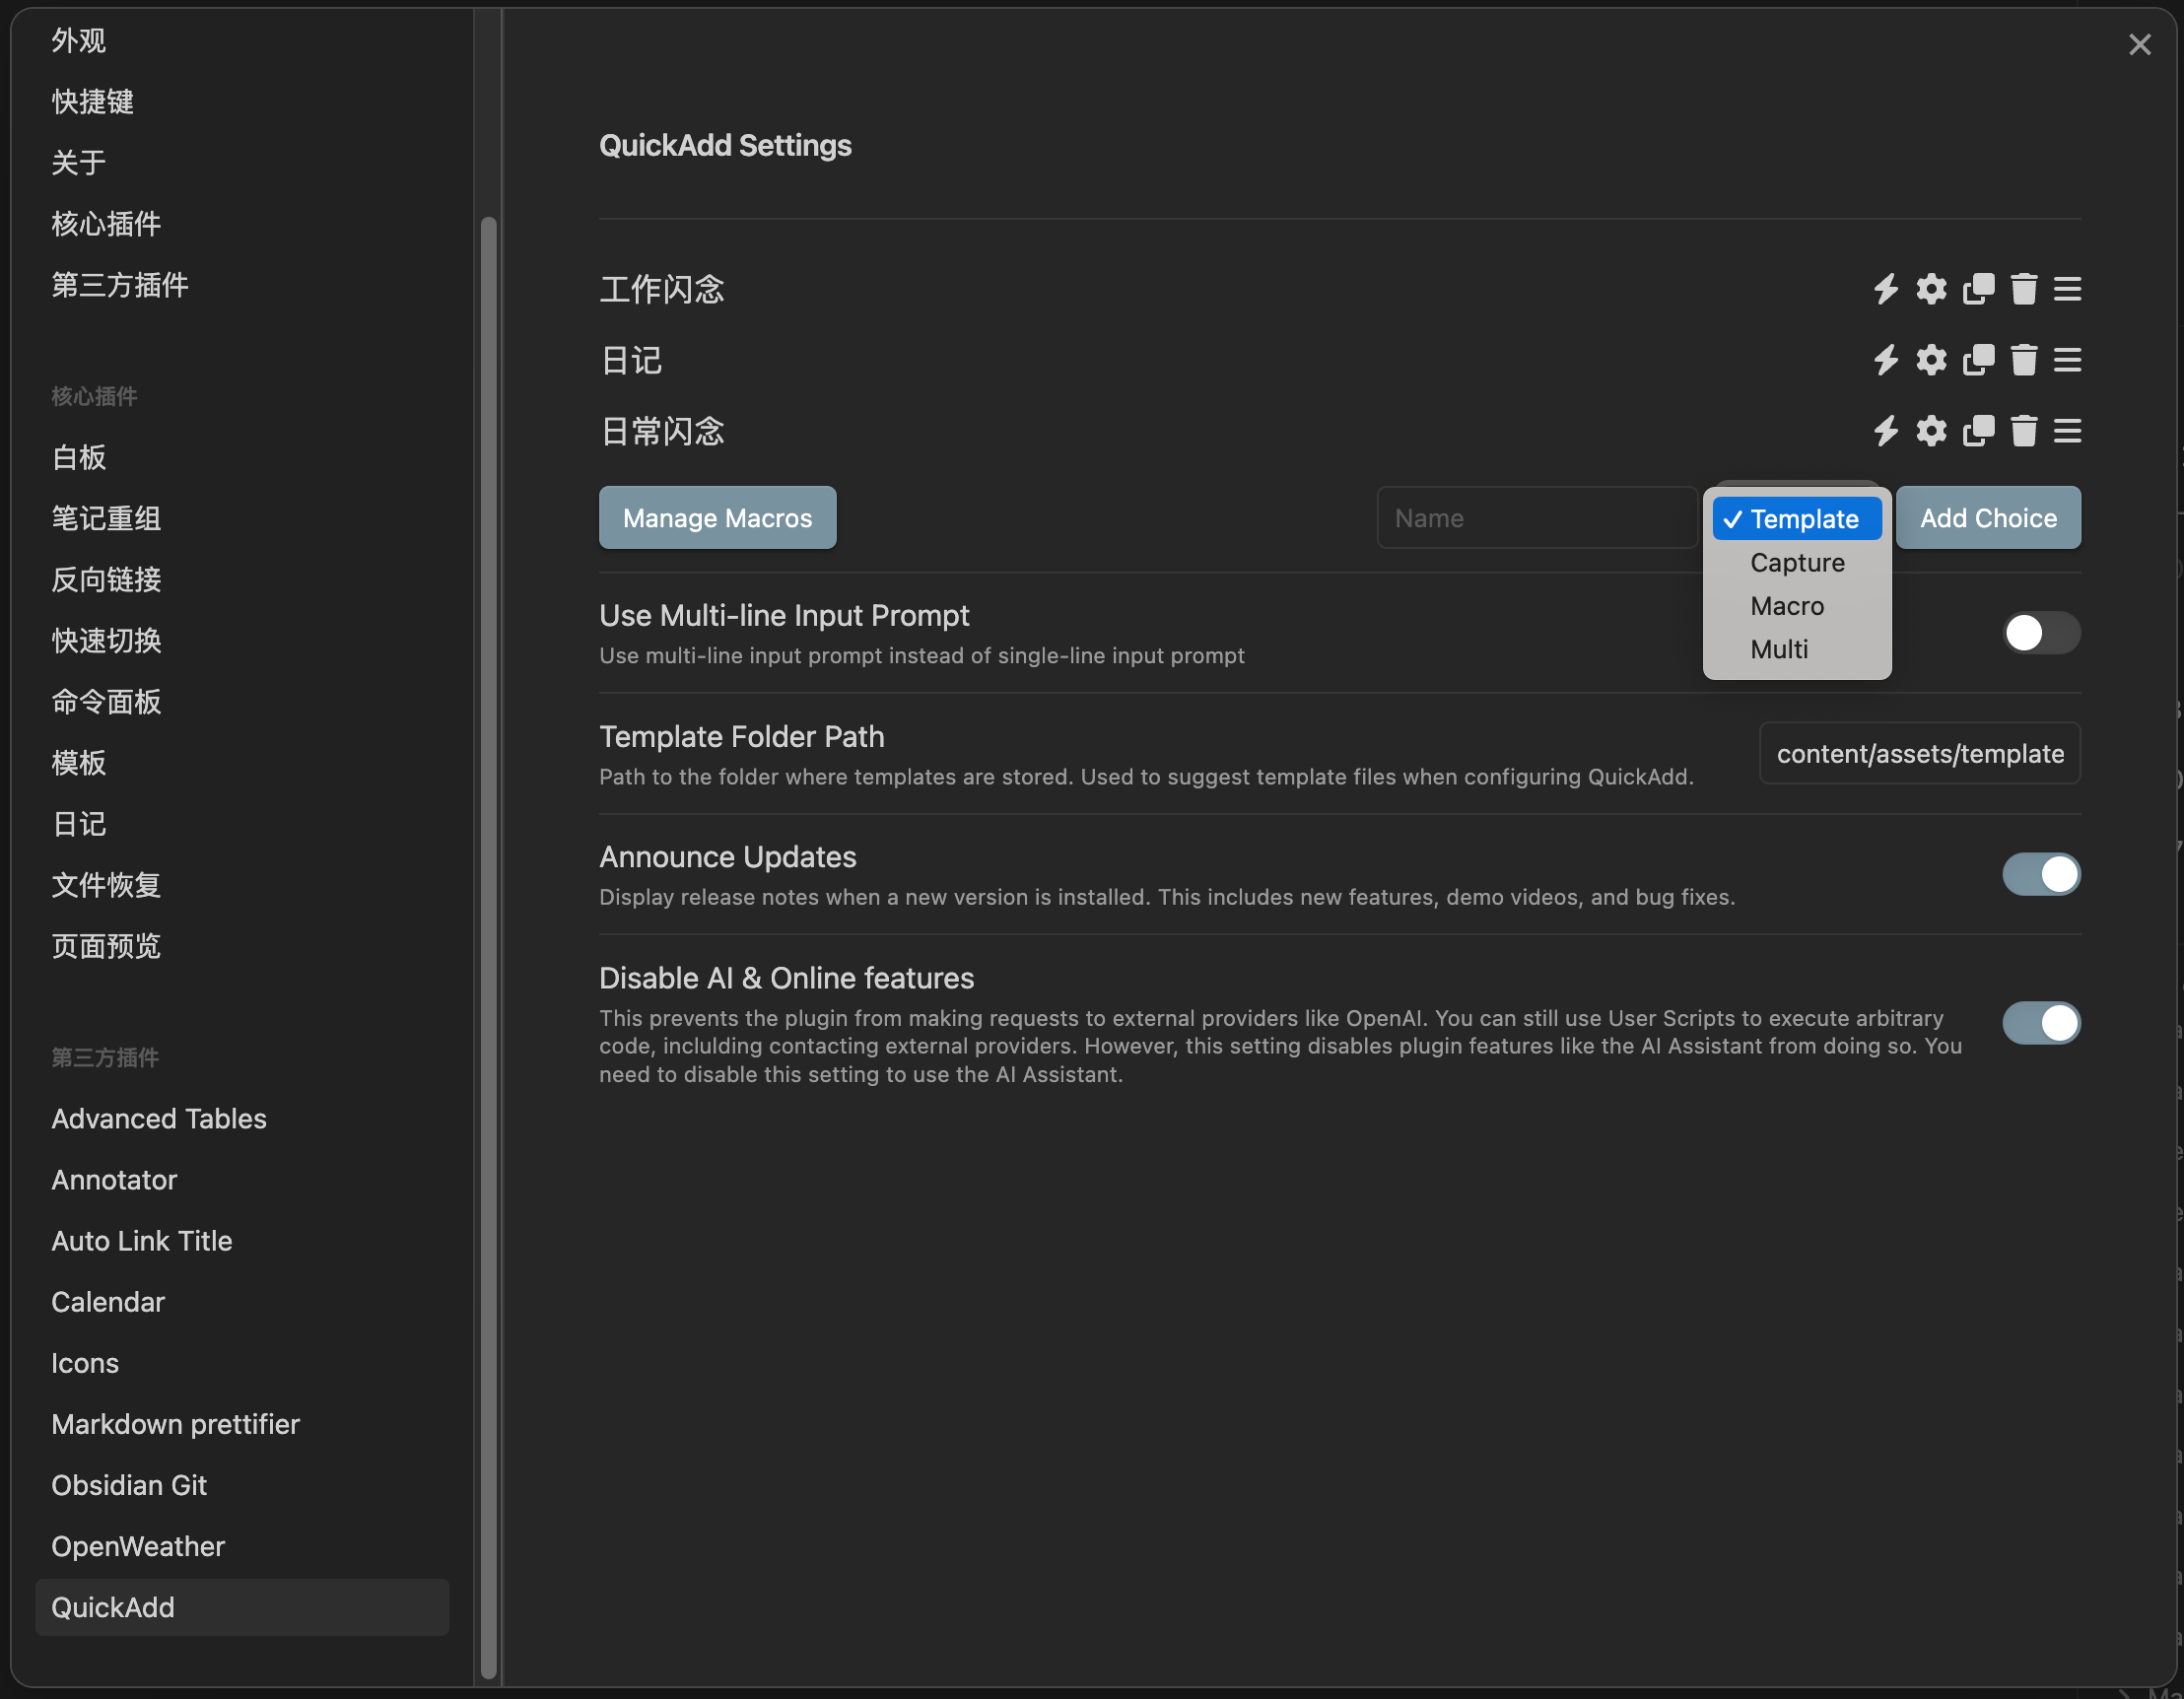 外观
快捷键
关于
核心插件
第三方插件
核心插件
白板
笔记重组
反向链接
快速切换
命令面板
模板
日记
文件恢复
页面预览
第三方插件
Advanced Tables
Annotator
Auto Link Title
Calendar
Icons
Markdown prettifier
Obsidian Git
OpenWeather
QuickAdd
QuickAdd Settings
工作闪念
日记
日常闪念
Manage Macros
Name
✓ Template
Capture
Macro
Multi
Add Choice
Use Multi-line Input Prompt
Use multi-line input prompt instead of single-line input prompt
Template Folder Path
Path to the folder where templates are stored. Used to suggest template files when configuring QuickAdd.
content/assets/template
Announce Updates
Display release notes when a new version is installed. This includes new features, demo videos, and bug fixes.
Disable AI & Online features
This prevents the plugin from making requests to external providers like OpenAI. You can still use User Scripts to execute arbitrary
code, inclulding contacting external providers. However, this setting disables plugin features like the AI Assistant from doing so. You
need to disable this setting to use the AI Assistant.